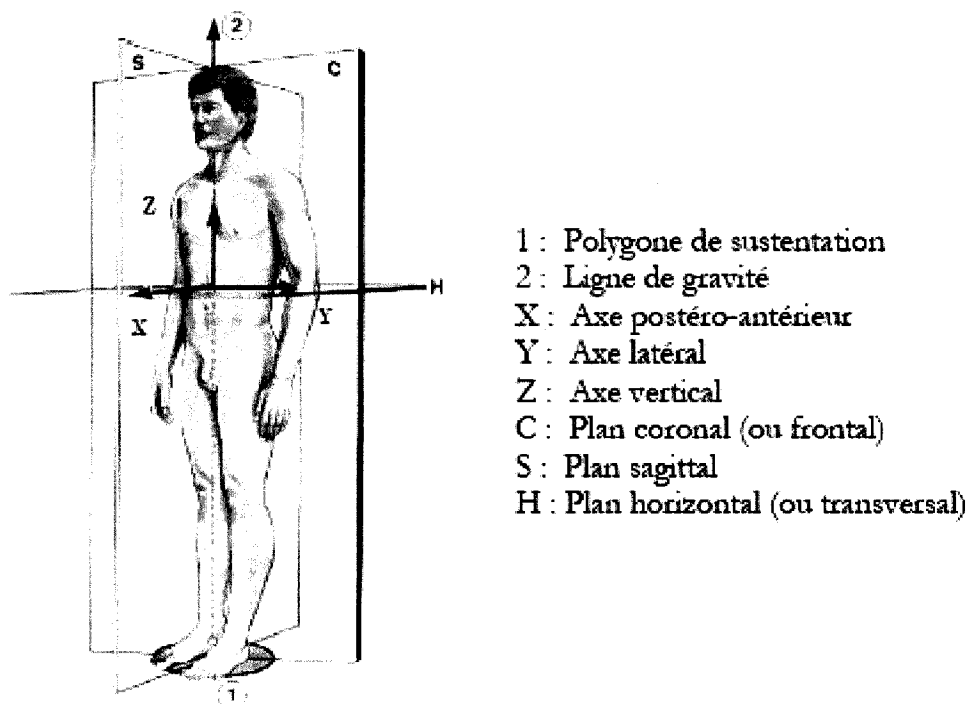 2
S
C
Z
H
X
Y
1
1 : Polygone de sustentation
2 : Ligne de gravité
X : Axe postéro-antérieur
Y : Axe latéral
Z : Axe vertical
C : Plan coronal (ou frontal)
S : Plan sagittal
H : Plan horizontal (ou transversal)